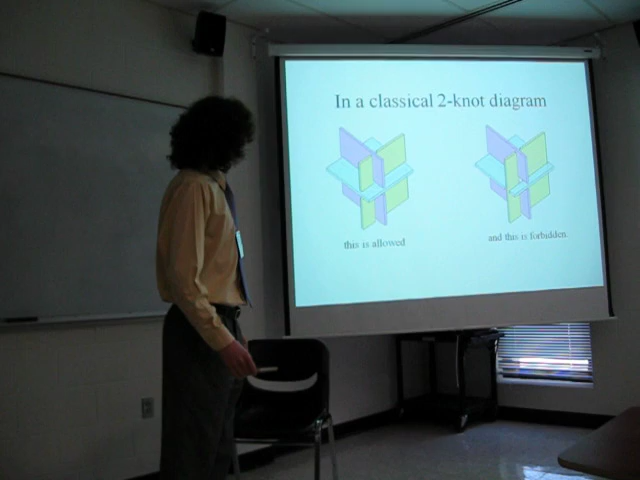 In a classical 2-knot diagram
this is allowed
and this is forbidden.